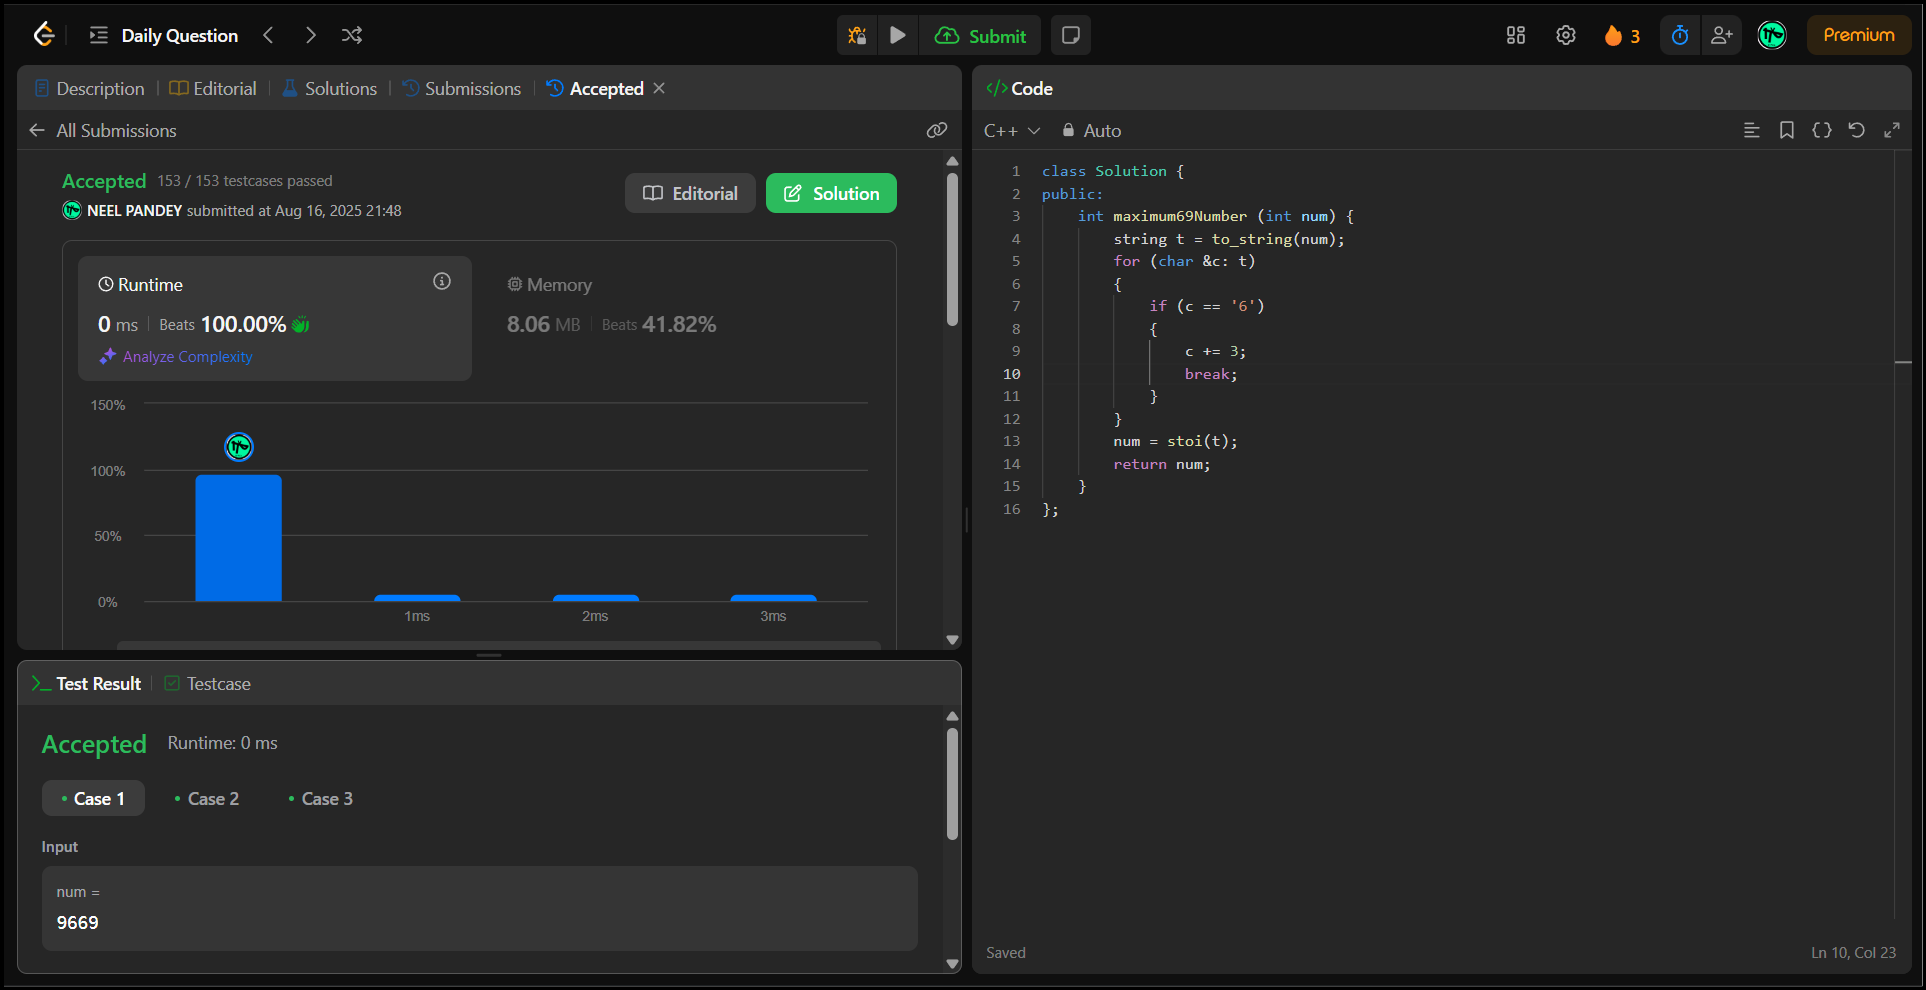 Daily Question
Submit
3
Premium
Description Editorial Solutions Submissions Accepted
All Submissions
Accepted 153 / 153 testcases passed
NEEL PANDEY submitted at Aug 16, 2025 21:48
Editorial
Solution
Runtime
0 ms Beats 100.00%
Analyze Complexity
Memory
8.06 MB Beats 41.82%
150%
100%
50%
0%
1ms 2ms 3ms
>_ Test Result Testcase
Accepted Runtime: 0 ms
Case 1 Case 2 Case 3
Input
num =
9669
</> Code
C++ Auto
1 class Solution {
2 public:
3     int maximum69Number (int num) {
4         string t = to_string(num);
5         for (char &c: t)
6         {
7             if (c == '6')
8             {
9                 c += 3;
10                 break;
11             }
12         }
13         num = stoi(t);
14         return num;
15     }
16 };
Saved
Ln 10, Col 23